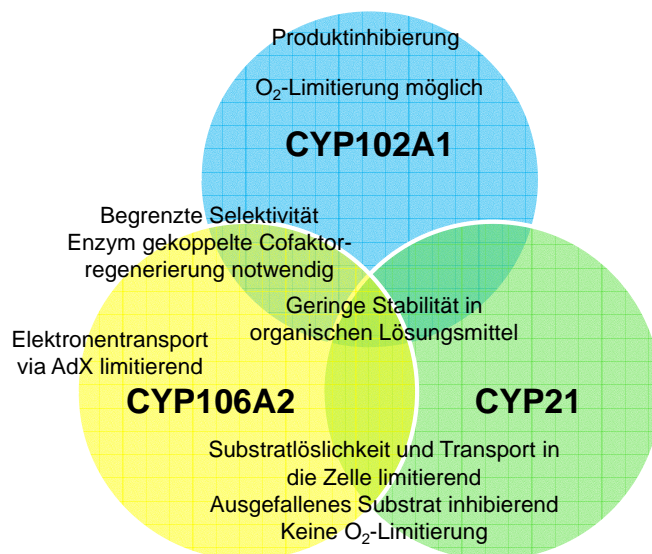 Produktinhibierung
O₂-Limitierung möglich
CYP102A1
Begrenzte Selektivität
Enzym gekoppelte Cofaktor-
regenerierung notwendig
Geringe Stabilität in
organischen Lösungsmittel
Elektronentransport
via AdX limitierend
CYP106A2
CYP21
Substratlöslichkeit und Transport in
die Zelle limitierend
Ausgefallenes Substrat inhibierend
Keine O₂-Limitierung